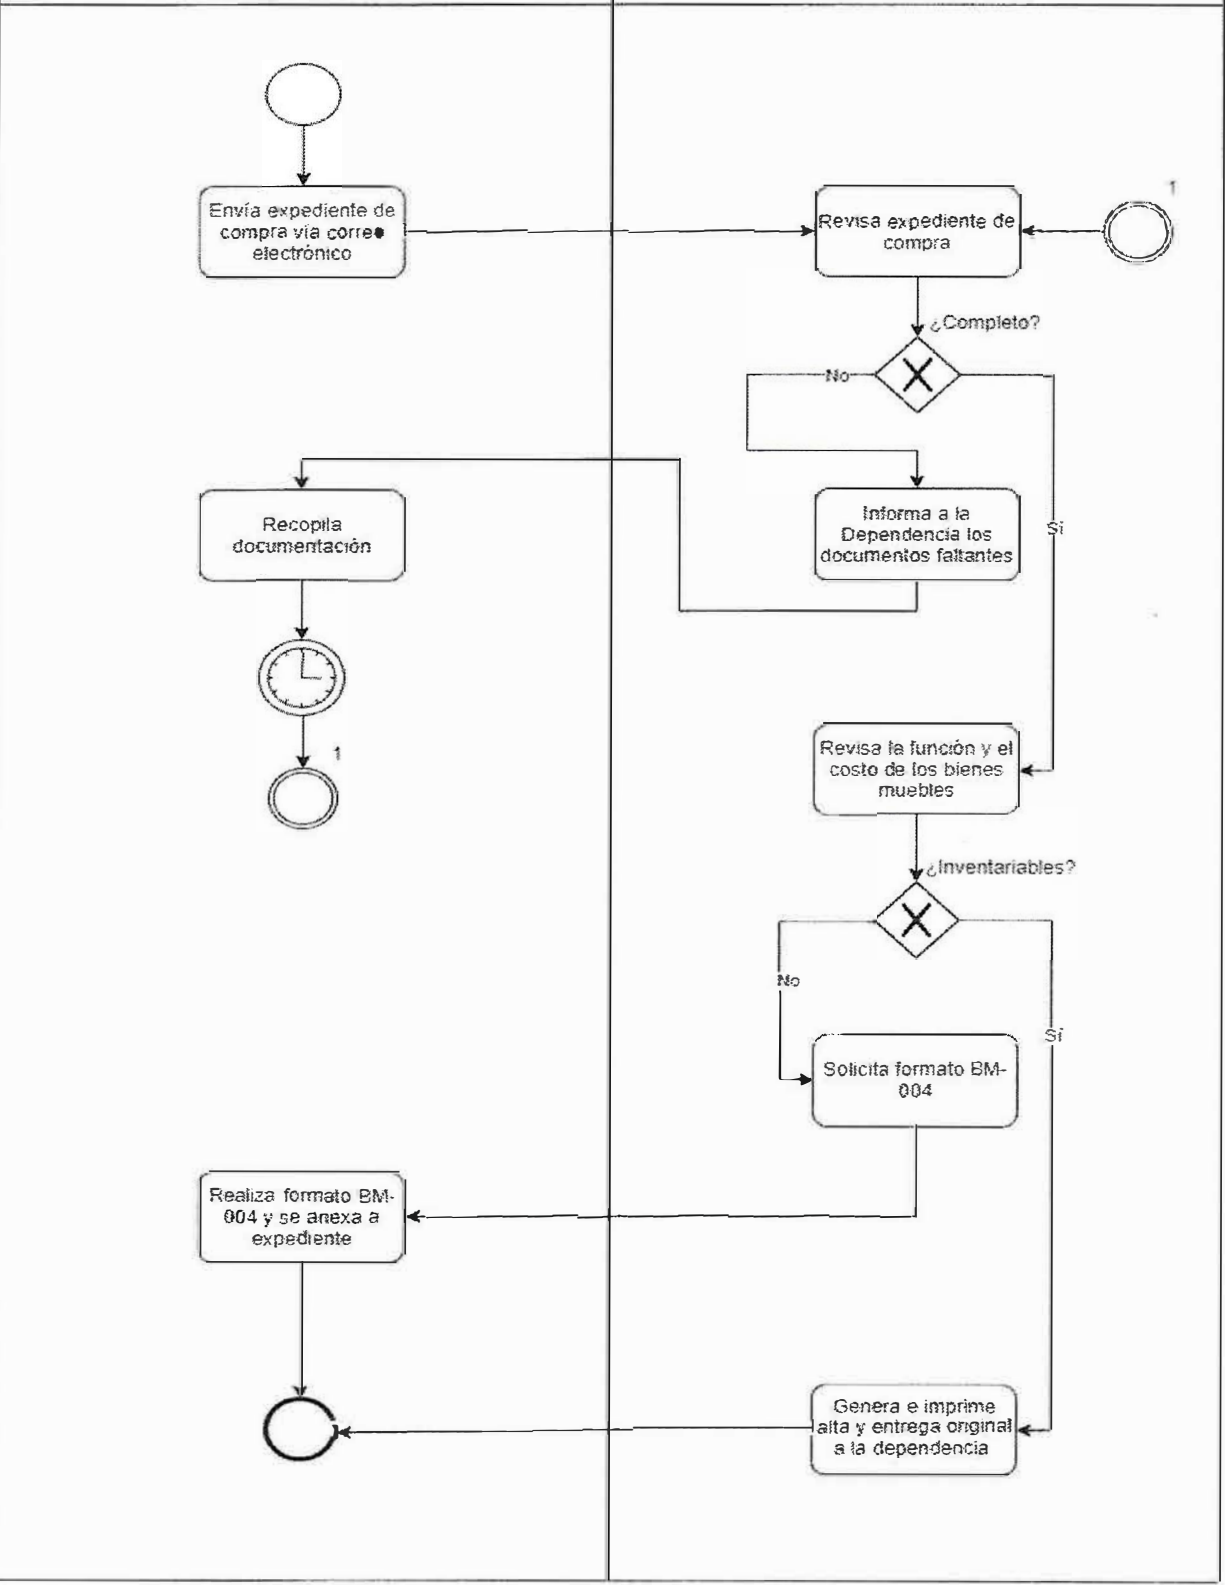 Envía expediente de
compra vía correo
electrónico
Revisa expediente de
compra
1
¿Completo?
No
Sí
Recopila
documentación
Informa a la
Dependencia los
documentos faltantes
1
Revisa la función y el
costo de los bienes
muebles
¿Inventariables?
No
Sí
Solicita formato BM-
004
Realiza formato BM-
004 y se anexa a
expediente
Genera e imprime
alta y entrega original
a la dependencia